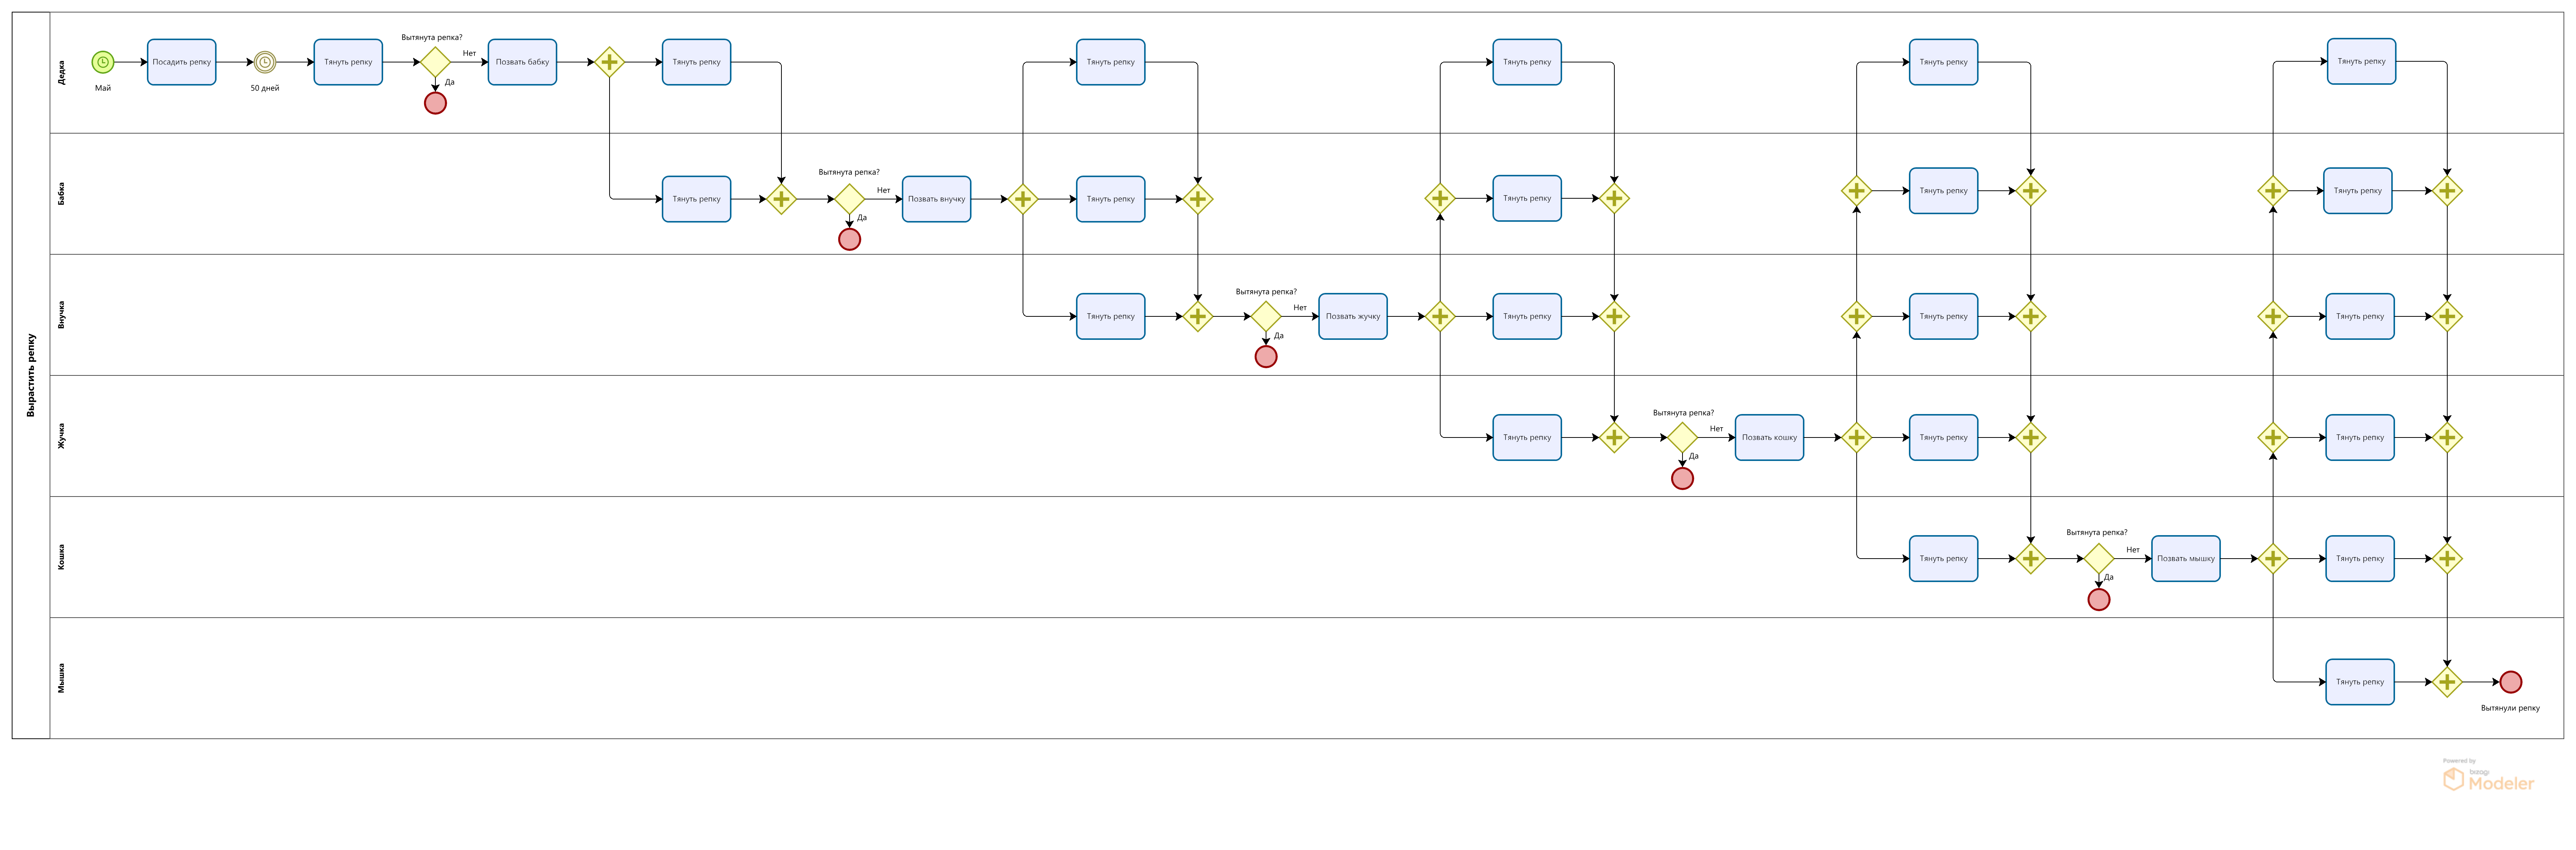 Вырастить репку
Дедка
Май
Посадить репку
50 дней
Тянуть репку
Вытянута репка?
Нет
Да
Позвать бабку
Тянуть репку
Тянуть репку
Тянуть репку
Тянуть репку
Тянуть репку
Бабка
Тянуть репку
Вытянута репка?
Нет
Да
Позвать внучку
Тянуть репку
Тянуть репку
Тянуть репку
Тянуть репку
Внучка
Тянуть репку
Вытянута репка?
Нет
Да
Позвать жучку
Тянуть репку
Тянуть репку
Тянуть репку
Жучка
Тянуть репку
Вытянута репка?
Нет
Да
Позвать кошку
Тянуть репку
Тянуть репку
Кошка
Тянуть репку
Вытянута репка?
Нет
Да
Позвать мышку
Тянуть репку
Мышка
Тянуть репку
Вытянули репку
Powered by
bizagi
Modeler